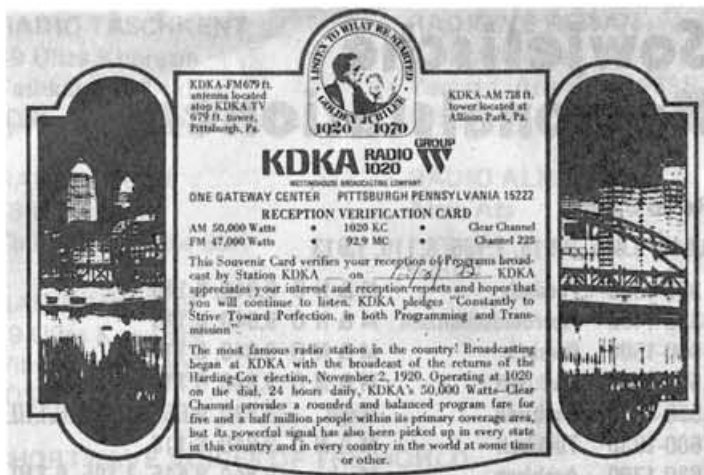 LISTEN TO WHAT WE STARTED
GOLDEN JUBILEE
1920 1970
KDKA-FM 679 ft.
antenna located
atop KDKA-TV
679 ft. tower,
Pittsburgh, Pa.
KDKA-AM 718 ft.
tower located at
Allison Park, Pa.
KDKA RADIO 1020 GROUP W
WESTINGHOUSE BROADCASTING COMPANY
ONE GATEWAY CENTER PITTSBURGH PENNSYLVANIA 15222
RECEPTION VERIFICATION CARD
AM 50,000 Watts • 1020 KC • Clear Channel
FM 47,000 Watts • 92.9 MC • Channel 225
This Souvenir Card verifies your reception of Programs broad-
cast by Station KDKA on KDKA
appreciates your interest and reception reports and hopes that
you will continue to listen. KDKA pledges "Constantly to
Strive Toward Perfection, in both Programming and Trans-
mission".
The most famous radio station in the country! Broadcasting
began at KDKA with the broadcast of the returns of the
Harding-Cox election, November 2, 1920. Operating at 1020
on the dial, 24 hours daily, KDKA's 50,000 Watts—Clear
Channel provides a rounded and balanced program fare for
five and a half million people within its primary coverage area,
but its powerful signal has also been picked up in every state
in this country and in every country in the world at some time
or other.